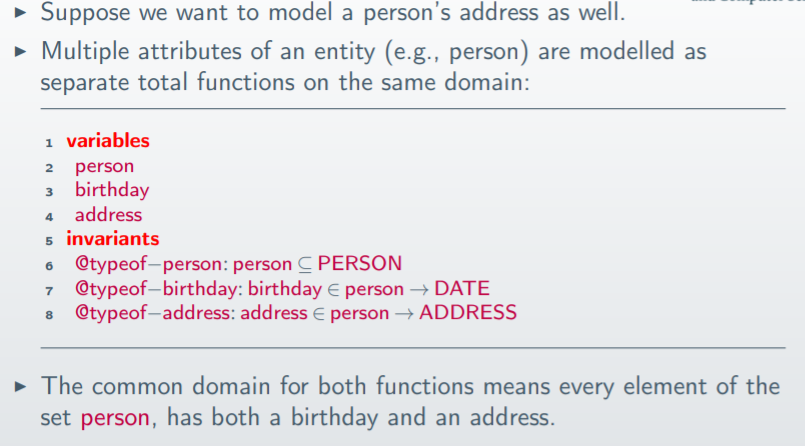 ▶ Suppose we want to model a person's address as well.
▶ Multiple attributes of an entity (e.g., person) are modelled as
separate total functions on the same domain:
1 variables
2 person
3 birthday
4 address
5 invariants
6 @typeof−person: person ⊆ PERSON
7 @typeof−birthday: birthday ∈ person → DATE
8 @typeof−address: address ∈ person → ADDRESS
▶ The common domain for both functions means every element of the
set person, has both a birthday and an address.